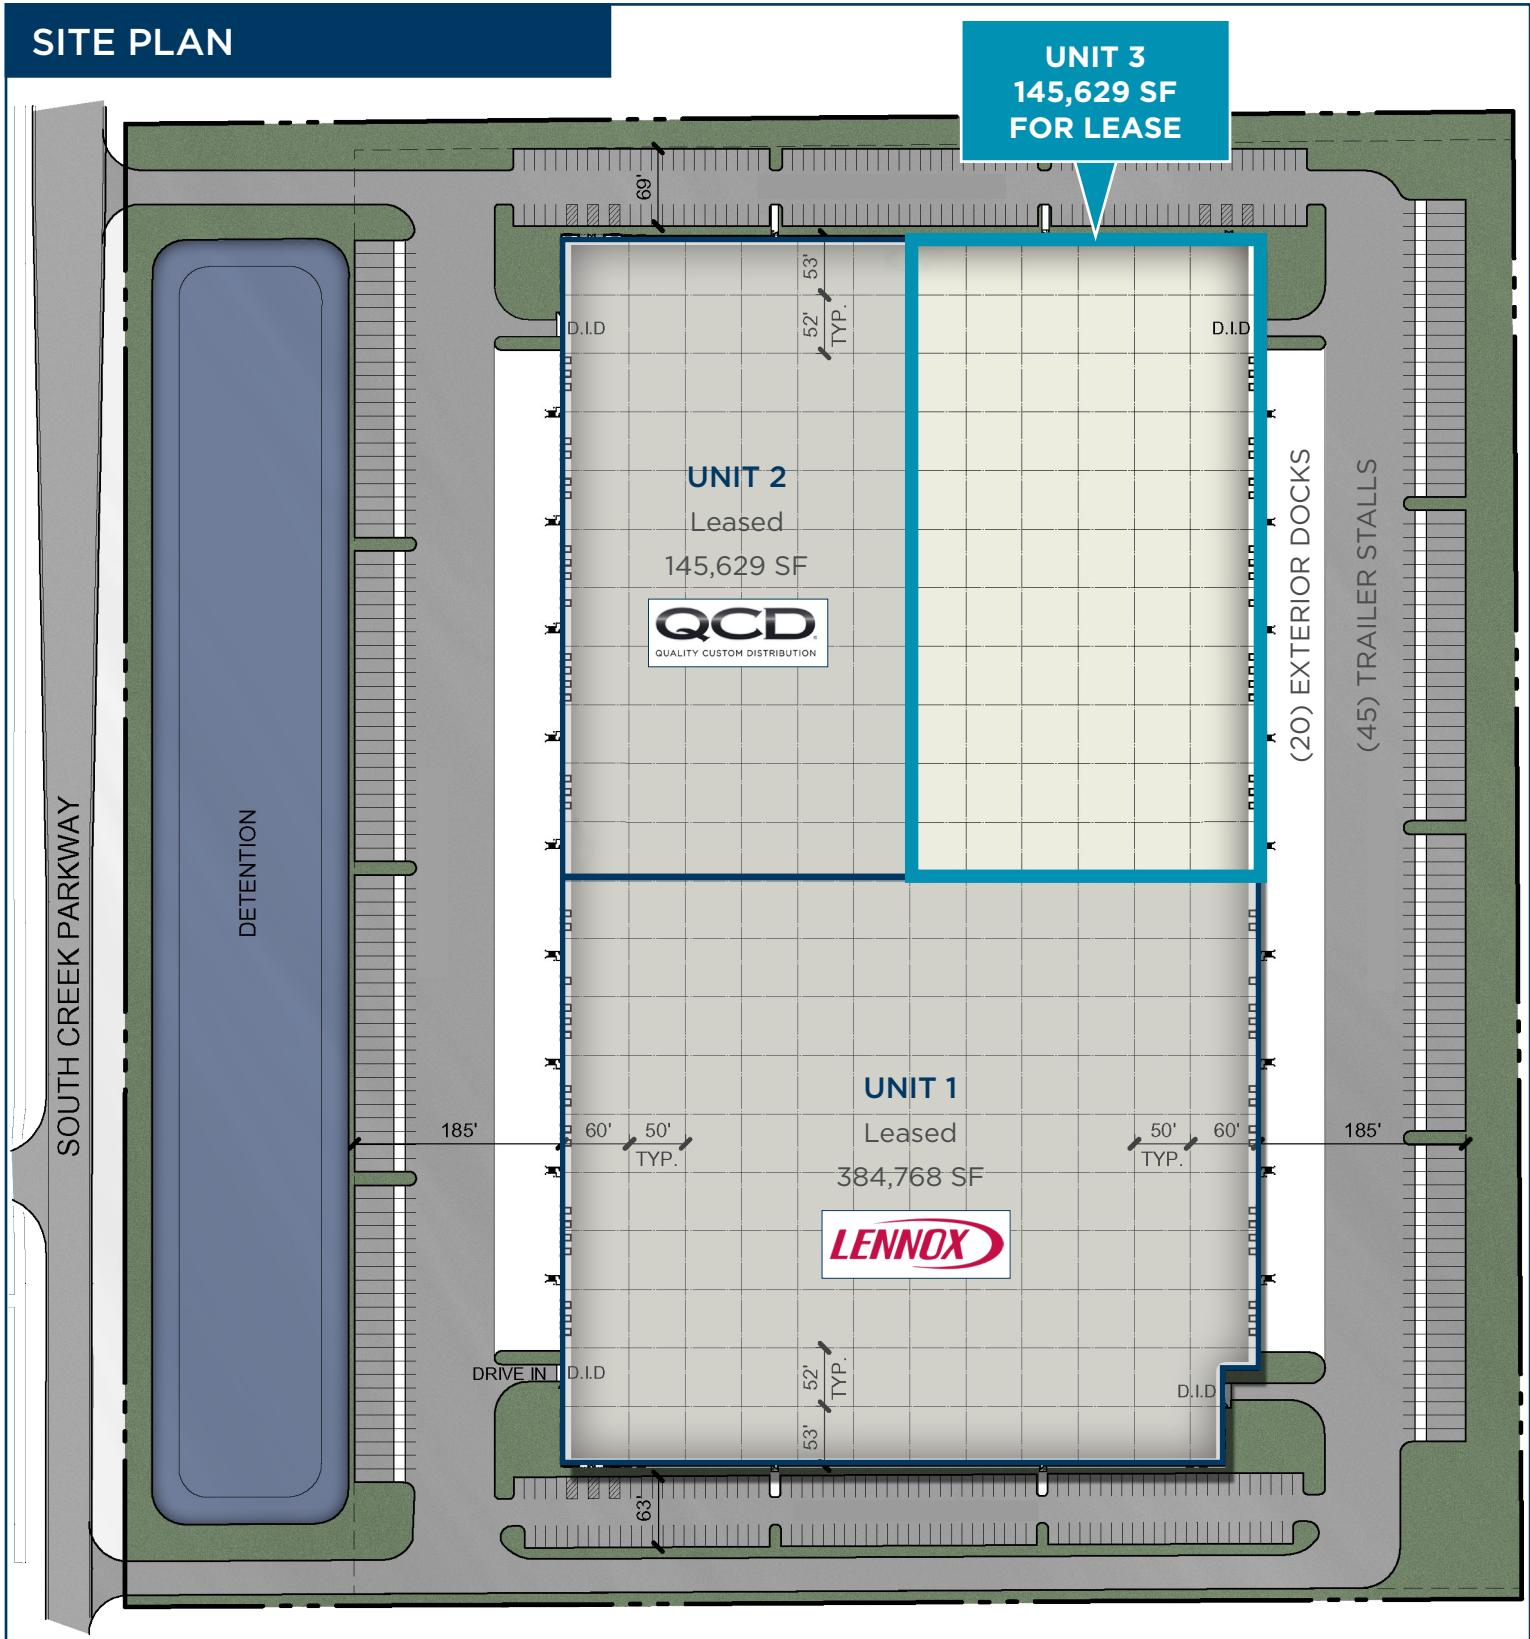 SITE PLAN
UNIT 3
145,629 SF
FOR LEASE
69'
53'
52'
TYP.
D.I.D
D.I.D
UNIT 2
Leased
145,629 SF
QCD
QUALITY CUSTOM DISTRIBUTION
(20) EXTERIOR DOCKS
(45) TRAILER STALLS
DETENTION
SOUTH CREEK PARKWAY
UNIT 1
Leased
384,768 SF
LENNOX
185'
60'
50'
TYP.
50'
60'
TYP.
185'
52'
TYP.
53'
DRIVE IN
D.I.D
D.I.D
63'